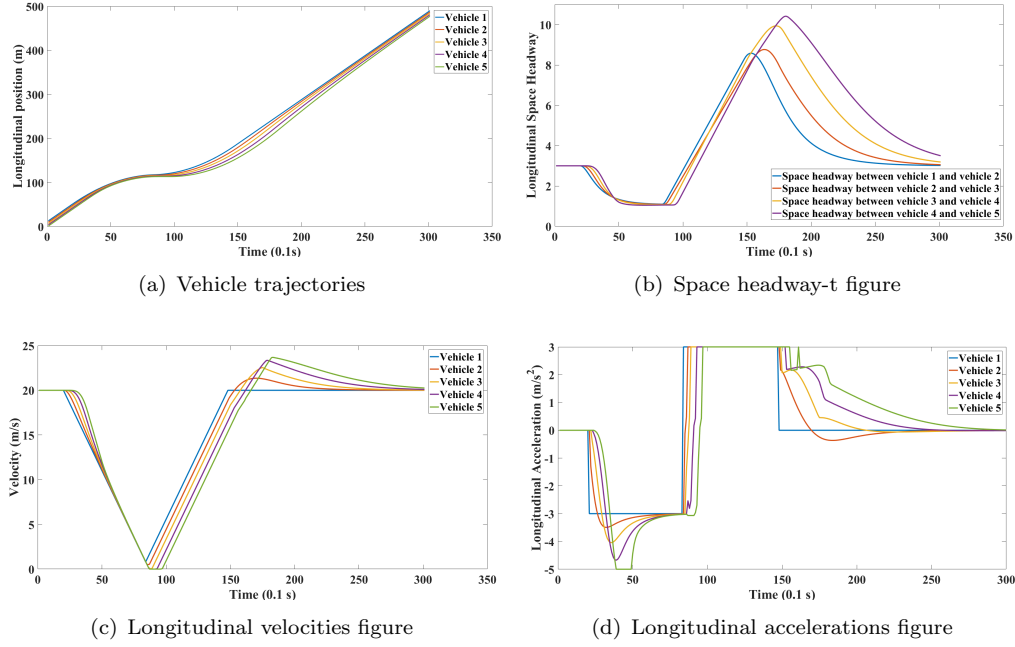 500
400
300
200
100
0
Longitudinal position (m)
0 50 100 150 200 250 300 350
Time (0.1s)
Vehicle 1
Vehicle 2
Vehicle 3
Vehicle 4
Vehicle 5
(a) Vehicle trajectories
10
8
6
4
2
0
Longitudinal Space Headway
0 50 100 150 200 250 300 350
Time (0.1 s)
Space headway between vehicle 1 and vehicle 2
Space headway between vehicle 2 and vehicle 3
Space headway between vehicle 3 and vehicle 4
Space headway between vehicle 4 and vehicle 5
(b) Space headway-t figure
25
20
15
10
5
0
Velocity (m/s)
0 50 100 150 200 250 300 350
Time (0.1 s)
Vehicle 1
Vehicle 2
Vehicle 3
Vehicle 4
Vehicle 5
(c) Longitudinal velocities figure
3
2
1
0
-1
-2
-3
-4
-5
Longitudinal Acceleration (m/s²)
0 50 100 150 200 250 300
Time (0.1 s)
Vehicle 1
Vehicle 2
Vehicle 3
Vehicle 4
Vehicle 5
(d) Longitudinal accelerations figure